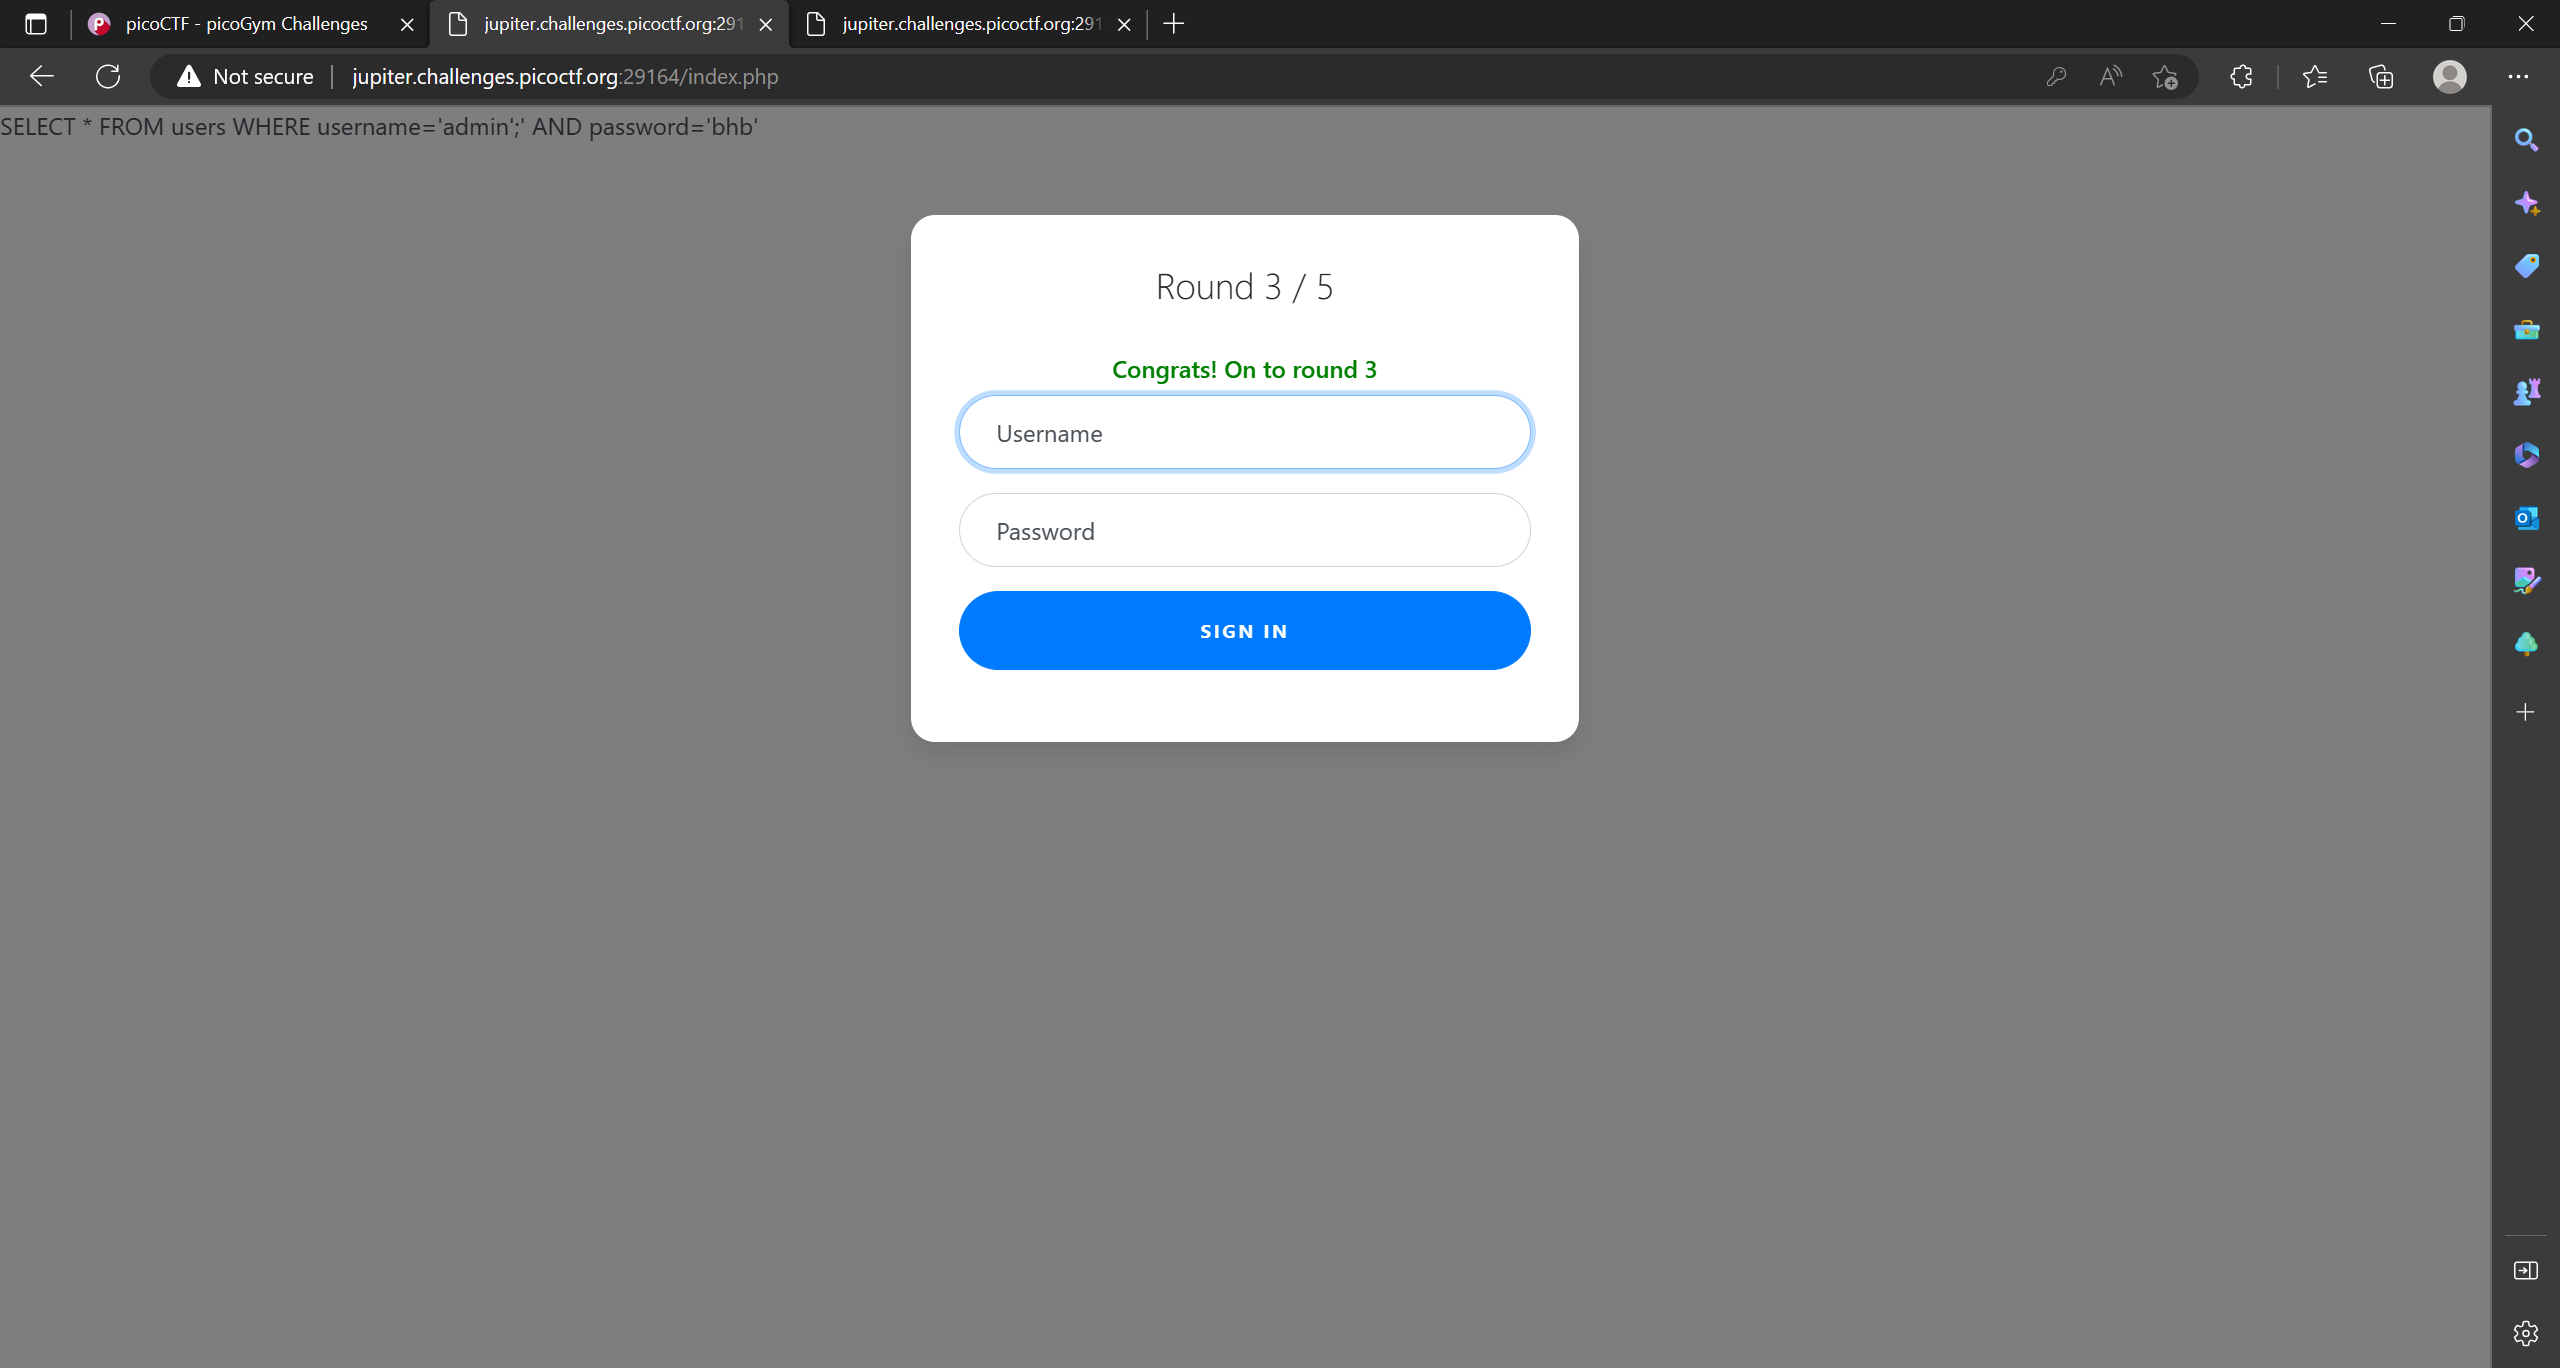 picoCTF - picoGym Challenges
jupiter.challenges.picoctf.org:291
jupiter.challenges.picoctf.org:291
Not secure
jupiter.challenges.picoctf.org:29164/index.php
SELECT * FROM users WHERE username='admin';' AND password='bhb'
Round 3 / 5
Congrats! On to round 3
Username
Password
SIGN IN